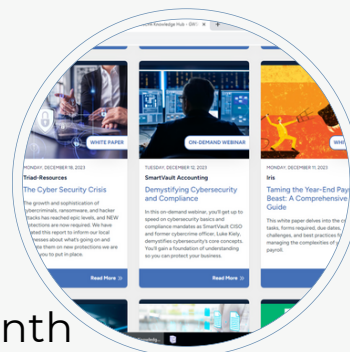 Knowledge Hub - BWR
WHITE PAPER
ON-DEMAND WEBINAR
MONDAY, DECEMBER 18, 2023
Triad-Resources
The Cyber Security Crisis
The growth and sophistication of
cybercriminals, ransomware, and hacker
attacks has reached epic levels, and NEW
protections are now required. We have
created this report to inform our local
businesses about what's going on and
educate them on new protections we are
you to put in place.
Read More
TUESDAY, DECEMBER 12, 2023
SmartVault Accounting
Demystifying Cybersecurity
and Compliance
In this on-demand webinar, you'll get up to
speed on cybersecurity basics and
compliance mandates as SmartVault CISO
and former cybercrime officer, Luke Kiely,
demystifies cybersecurity's core concepts.
You'll gain a foundation of understanding
so you can protect your business.
Read More
MONDAY, DECEMBER 11, 2023
Iris
Taming the Year-End Pay
Beast: A Comprehensive
Guide
This white paper delves into the co
tasks, forms required, due dates,
challenges, and best practices f
managing the complexities of y
payroll.
nth